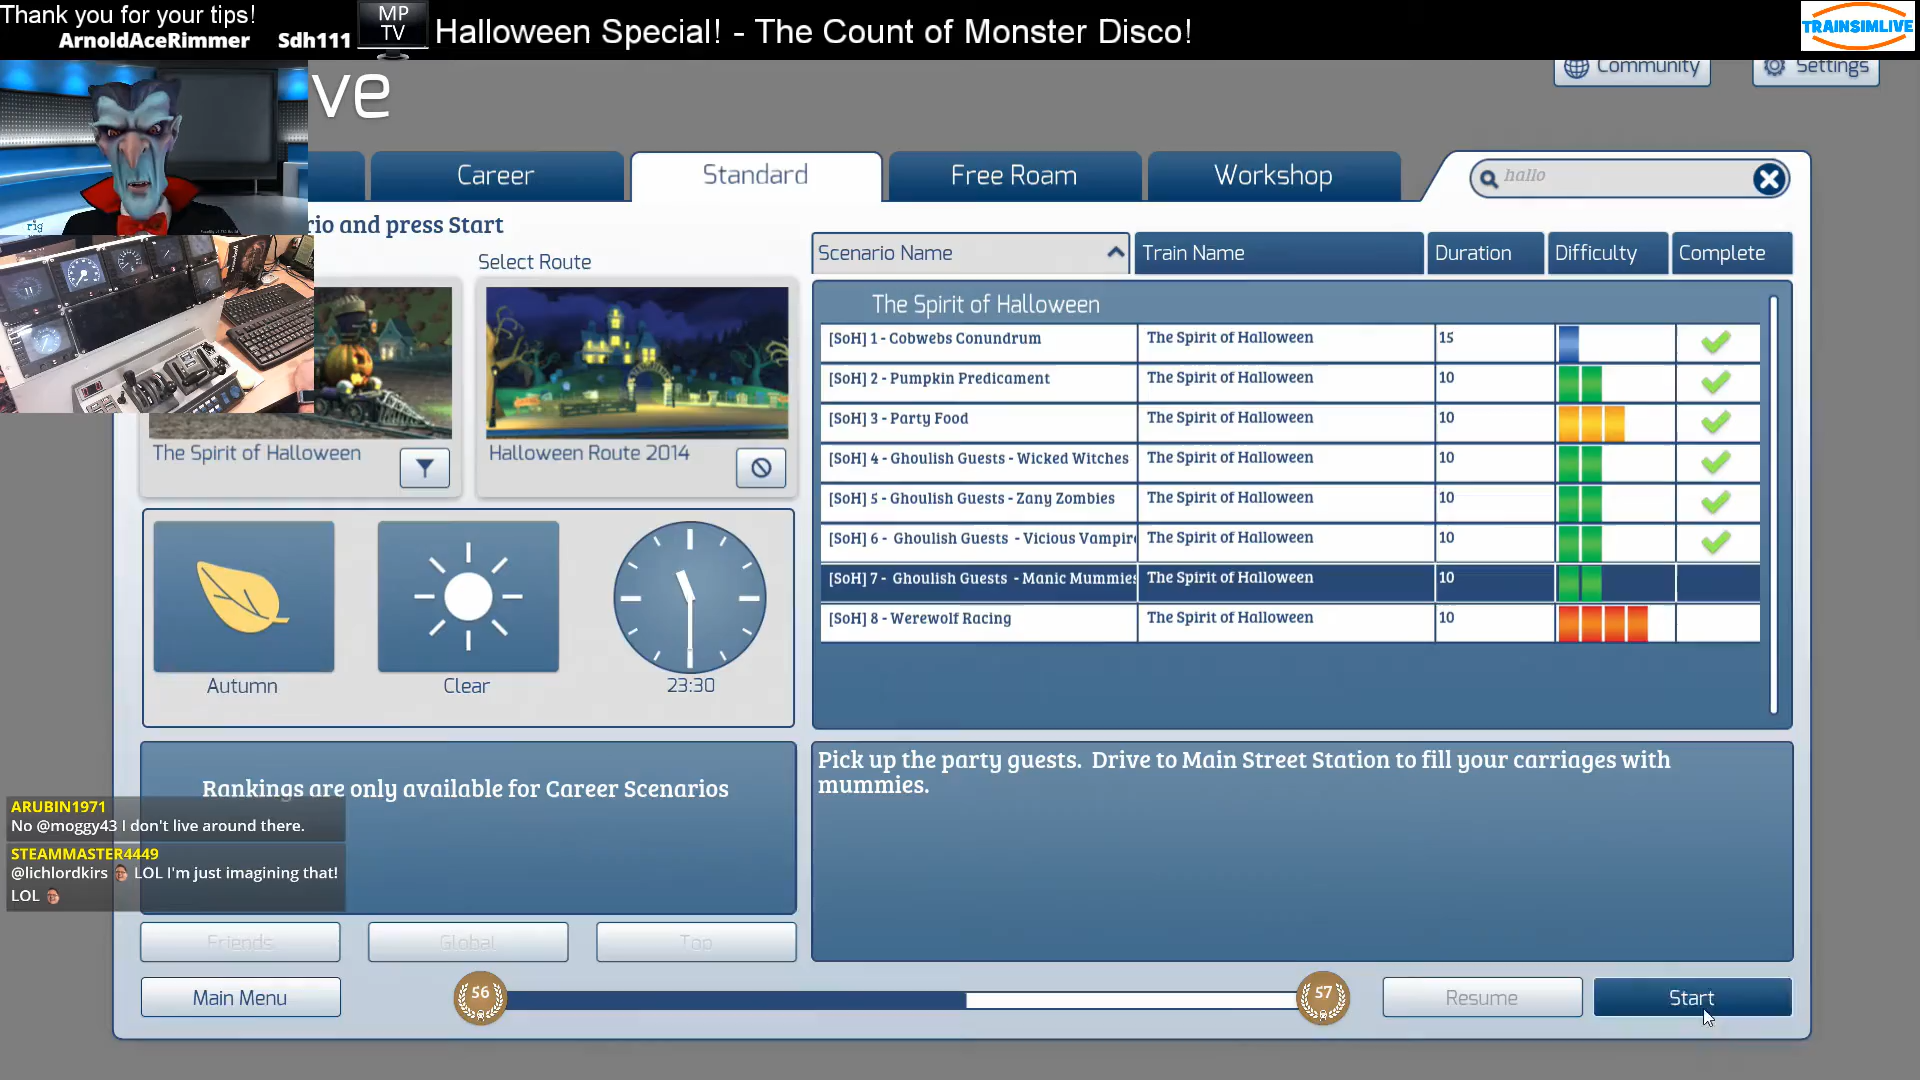 Thank you for your tips!
ArnoldAceRimmer Sdh111
MP
TV
Halloween Special! - The Count of Monster Disco!
TRAINSIMLIVE
ve
Community
Settings
Career
Standard
Free Roam
Workshop
hallo
rig
rio and press Start
Select Route
The Spirit of Halloween
Halloween Route 2014
Autumn
Clear
23:30
Scenario Name Train Name Duration Difficulty Complete
The Spirit of Halloween
[SoH] 1 - Cobwebs Conundrum The Spirit of Halloween 15
[SoH] 2 - Pumpkin Predicament The Spirit of Halloween 10
[SoH] 3 - Party Food The Spirit of Halloween 10
[SoH] 4 - Ghoulish Guests - Wicked Witches The Spirit of Halloween 10
[SoH] 5 - Ghoulish Guests - Zany Zombies The Spirit of Halloween 10
[SoH] 6 - Ghoulish Guests - Vicious Vampir The Spirit of Halloween 10
[SoH] 7 - Ghoulish Guests - Manic Mummies The Spirit of Halloween 10
[SoH] 8 - Werewolf Racing The Spirit of Halloween 10
Rankings are only available for Career Scenarios
ARUBIN1971
No @moggy43 I don't live around there.
STEAMMASTER4449
@lichlordkirs LOL I'm just imagining that!
LOL
Pick up the party guests. Drive to Main Street Station to fill your carriages with
mummies.
Friends
Global
Top
Main Menu
56
57
Resume
Start